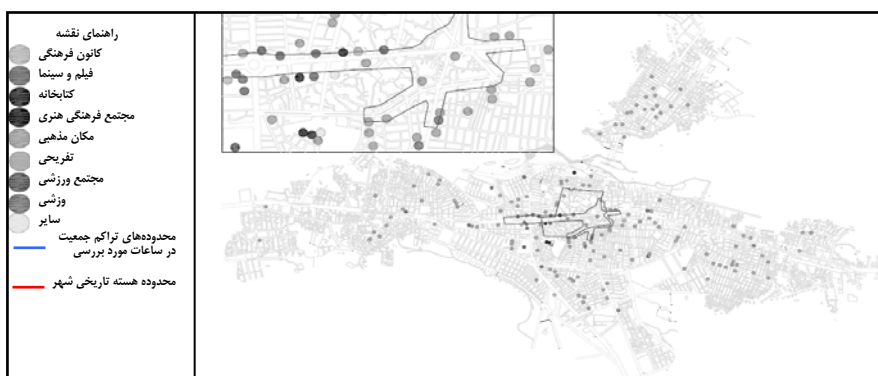 راهنمای نقشه
کانون فرهنگی
فیلم و سینما
کتابخانه
مجتمع فرهنگی هنری
مکان مذهبی
تفریحی
مجتمع ورزشی
وزشی
سایر
محدوده‌های تراکم جمعیت
در ساعات مورد بررسی
محدوده هسته تاریخی شهر